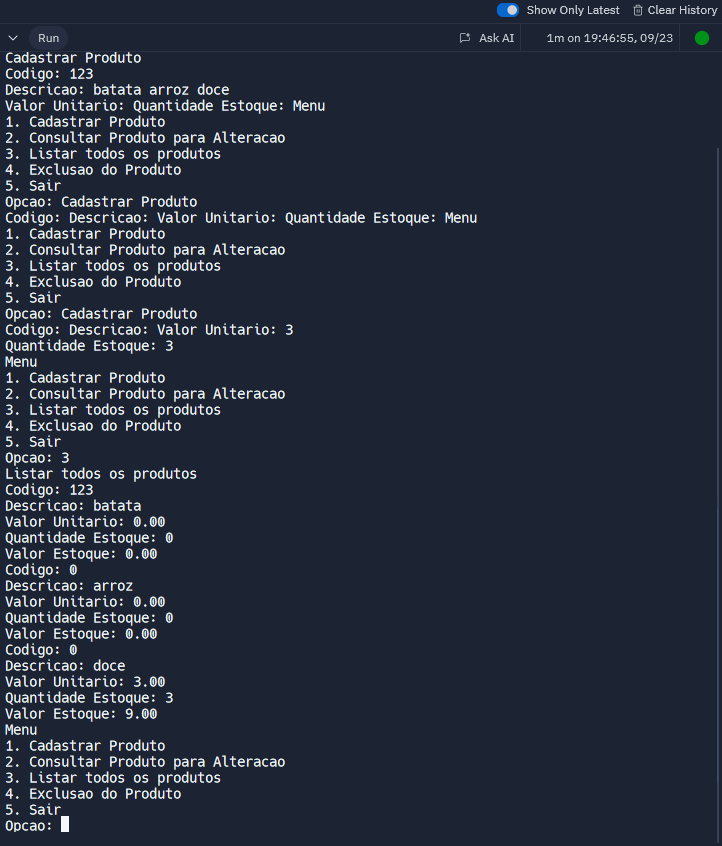 Show Only Latest Clear History
Run Ask AI 1m on 19:46:55, 09/23
Cadastrar Produto
Codigo: 123
Descricao: batata arroz doce
Valor Unitario: Quantidade Estoque: Menu
1. Cadastrar Produto
2. Consultar Produto para Alteracao
3. Listar todos os produtos
4. Exclusao do Produto
5. Sair
Opcao: Cadastrar Produto
Codigo: Descricao: Valor Unitario: Quantidade Estoque: Menu
1. Cadastrar Produto
2. Consultar Produto para Alteracao
3. Listar todos os produtos
4. Exclusao do Produto
5. Sair
Opcao: Cadastrar Produto
Codigo: Descricao: Valor Unitario: 3
Quantidade Estoque: 3
Menu
1. Cadastrar Produto
2. Consultar Produto para Alteracao
3. Listar todos os produtos
4. Exclusao do Produto
5. Sair
Opcao: 3
Listar todos os produtos
Codigo: 123
Descricao: batata
Valor Unitario: 0.00
Quantidade Estoque: 0
Valor Estoque: 0.00
Codigo: 0
Descricao: arroz
Valor Unitario: 0.00
Quantidade Estoque: 0
Valor Estoque: 0.00
Codigo: 0
Descricao: doce
Valor Unitario: 3.00
Quantidade Estoque: 3
Valor Estoque: 9.00
Menu
1. Cadastrar Produto
2. Consultar Produto para Alteracao
3. Listar todos os produtos
4. Exclusao do Produto
5. Sair
Opcao: